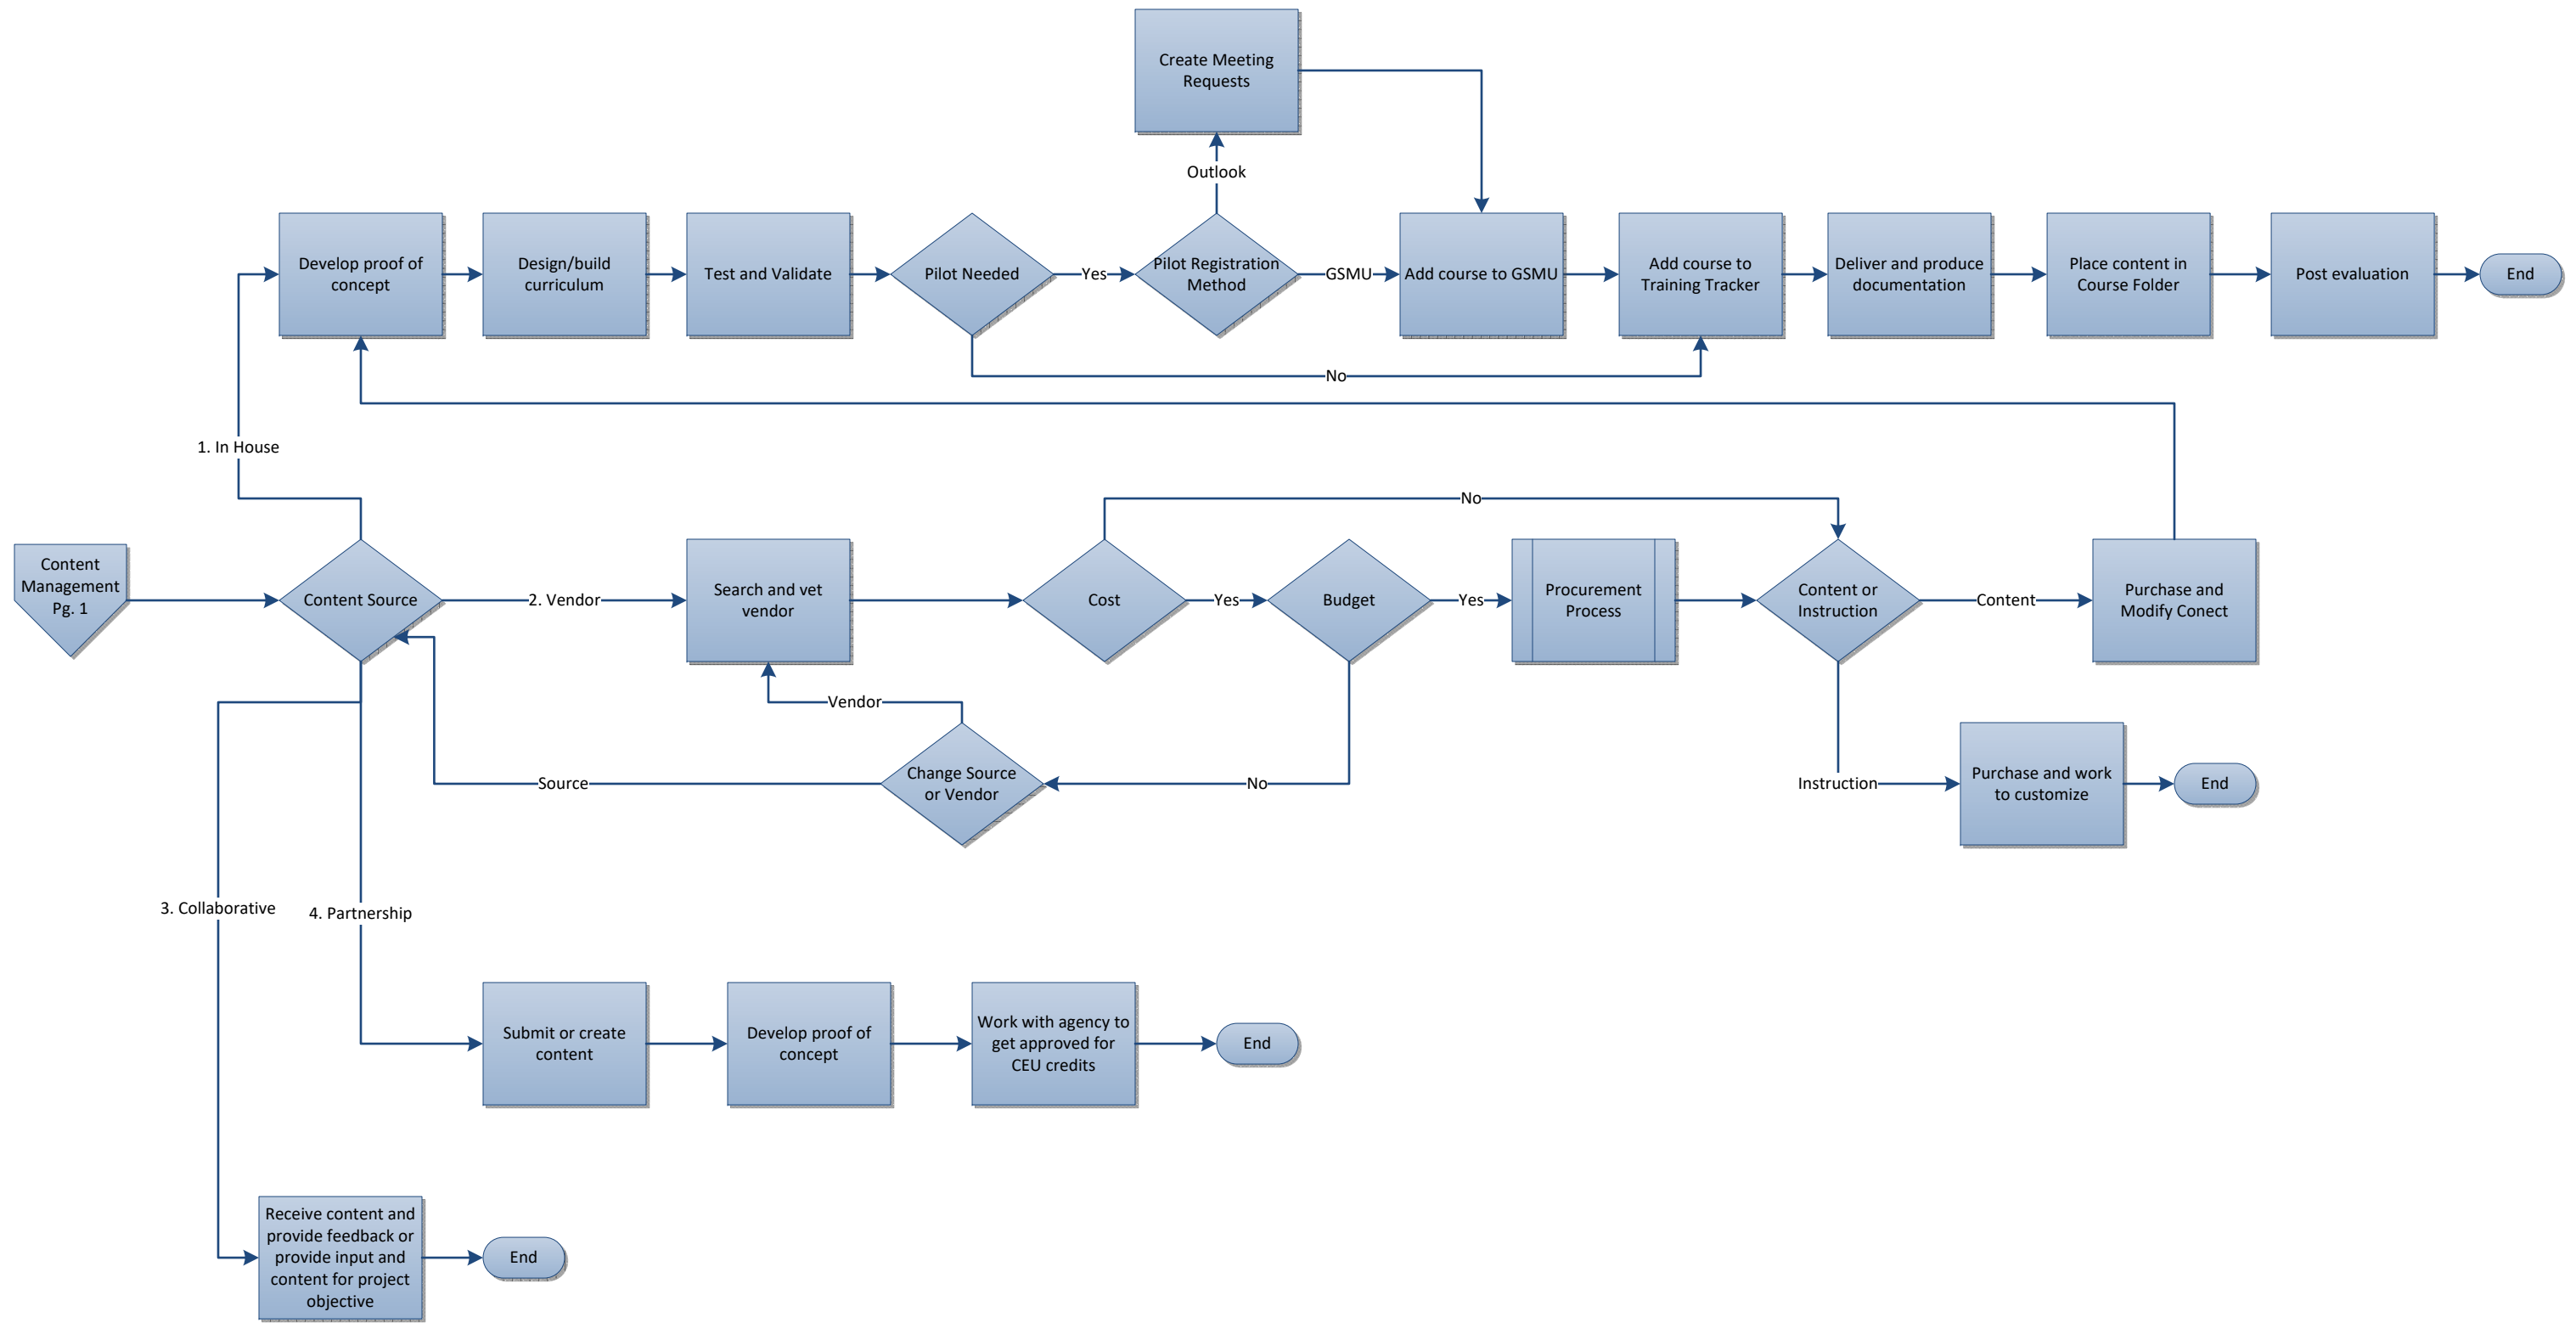 Create Meeting
Requests
Outlook
Develop proof of
concept
Design/build
curriculum
Test and Validate
Pilot Needed
Yes
Pilot Registration
Method
GSMU
Add course to GSMU
Add course to
Training Tracker
Deliver and produce
documentation
Place content in
Course Folder
Post evaluation
End
No
1. In House
No
Content
Management
Pg. 1
Content Source
2. Vendor
Search and vet
vendor
Cost
Yes
Budget
Yes
Procurement
Process
Content or
Instruction
Content
Purchase and
Modify Conect
Vendor
Source
Change Source
or Vendor
No
Instruction
Purchase and work
to customize
End
3. Collaborative
4. Partnership
Submit or create
content
Develop proof of
concept
Work with agency to
get approved for
CEU credits
End
Receive content and
provide feedback or
provide input and
content for project
objective
End